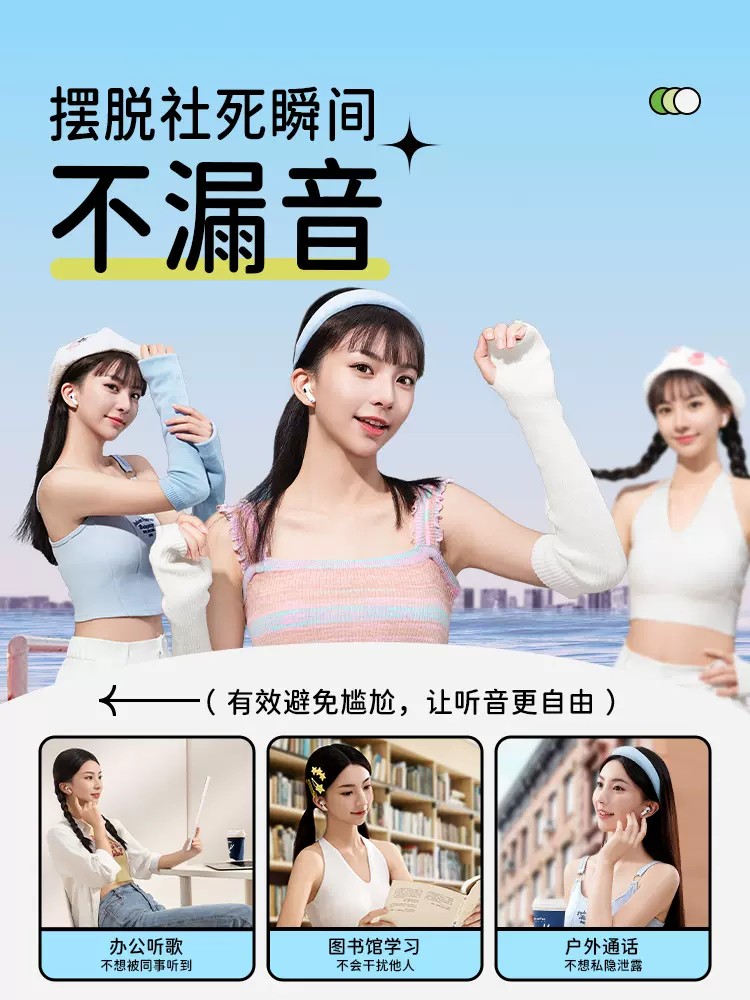 摆脱社死瞬间
不漏音
（有效避免尴尬，让听音更自由）
办公听歌
不想被同事听到
图书馆学习
不会干扰他人
户外通话
不想私隐泄露